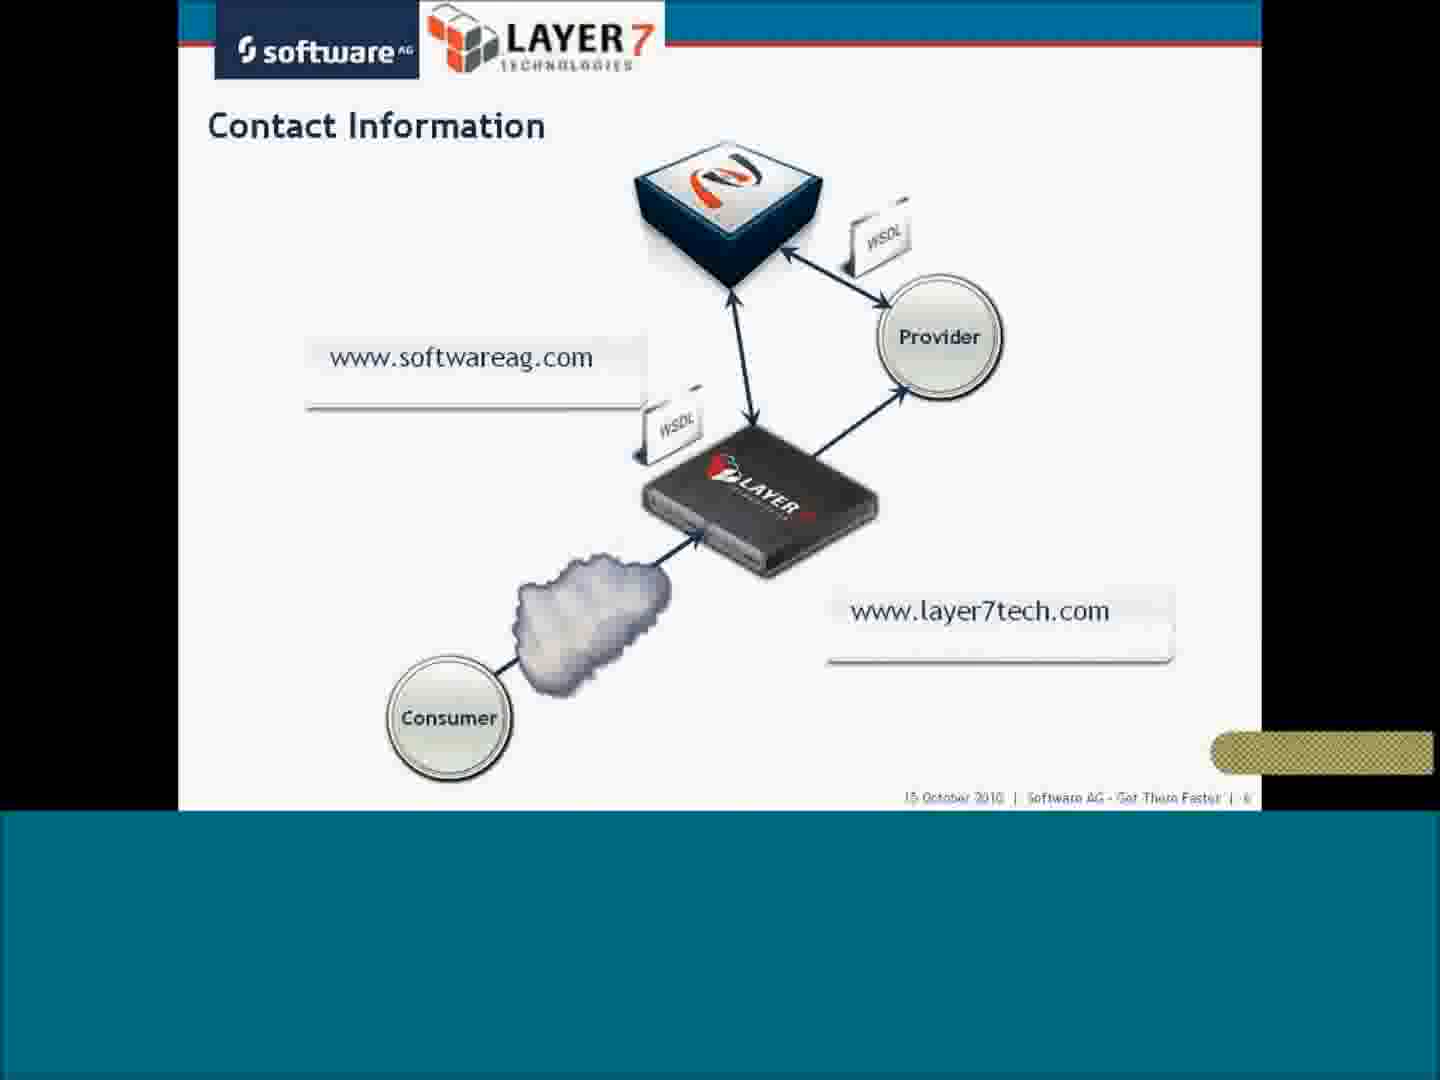 software AG
LAYER 7
TECHNOLOGIES
Contact Information
WSDL
Provider
www.softwareag.com
WSDL
LAYER
www.layer7tech.com
Consumer
15 October 2010 | Software AG - Get There Faster | 6